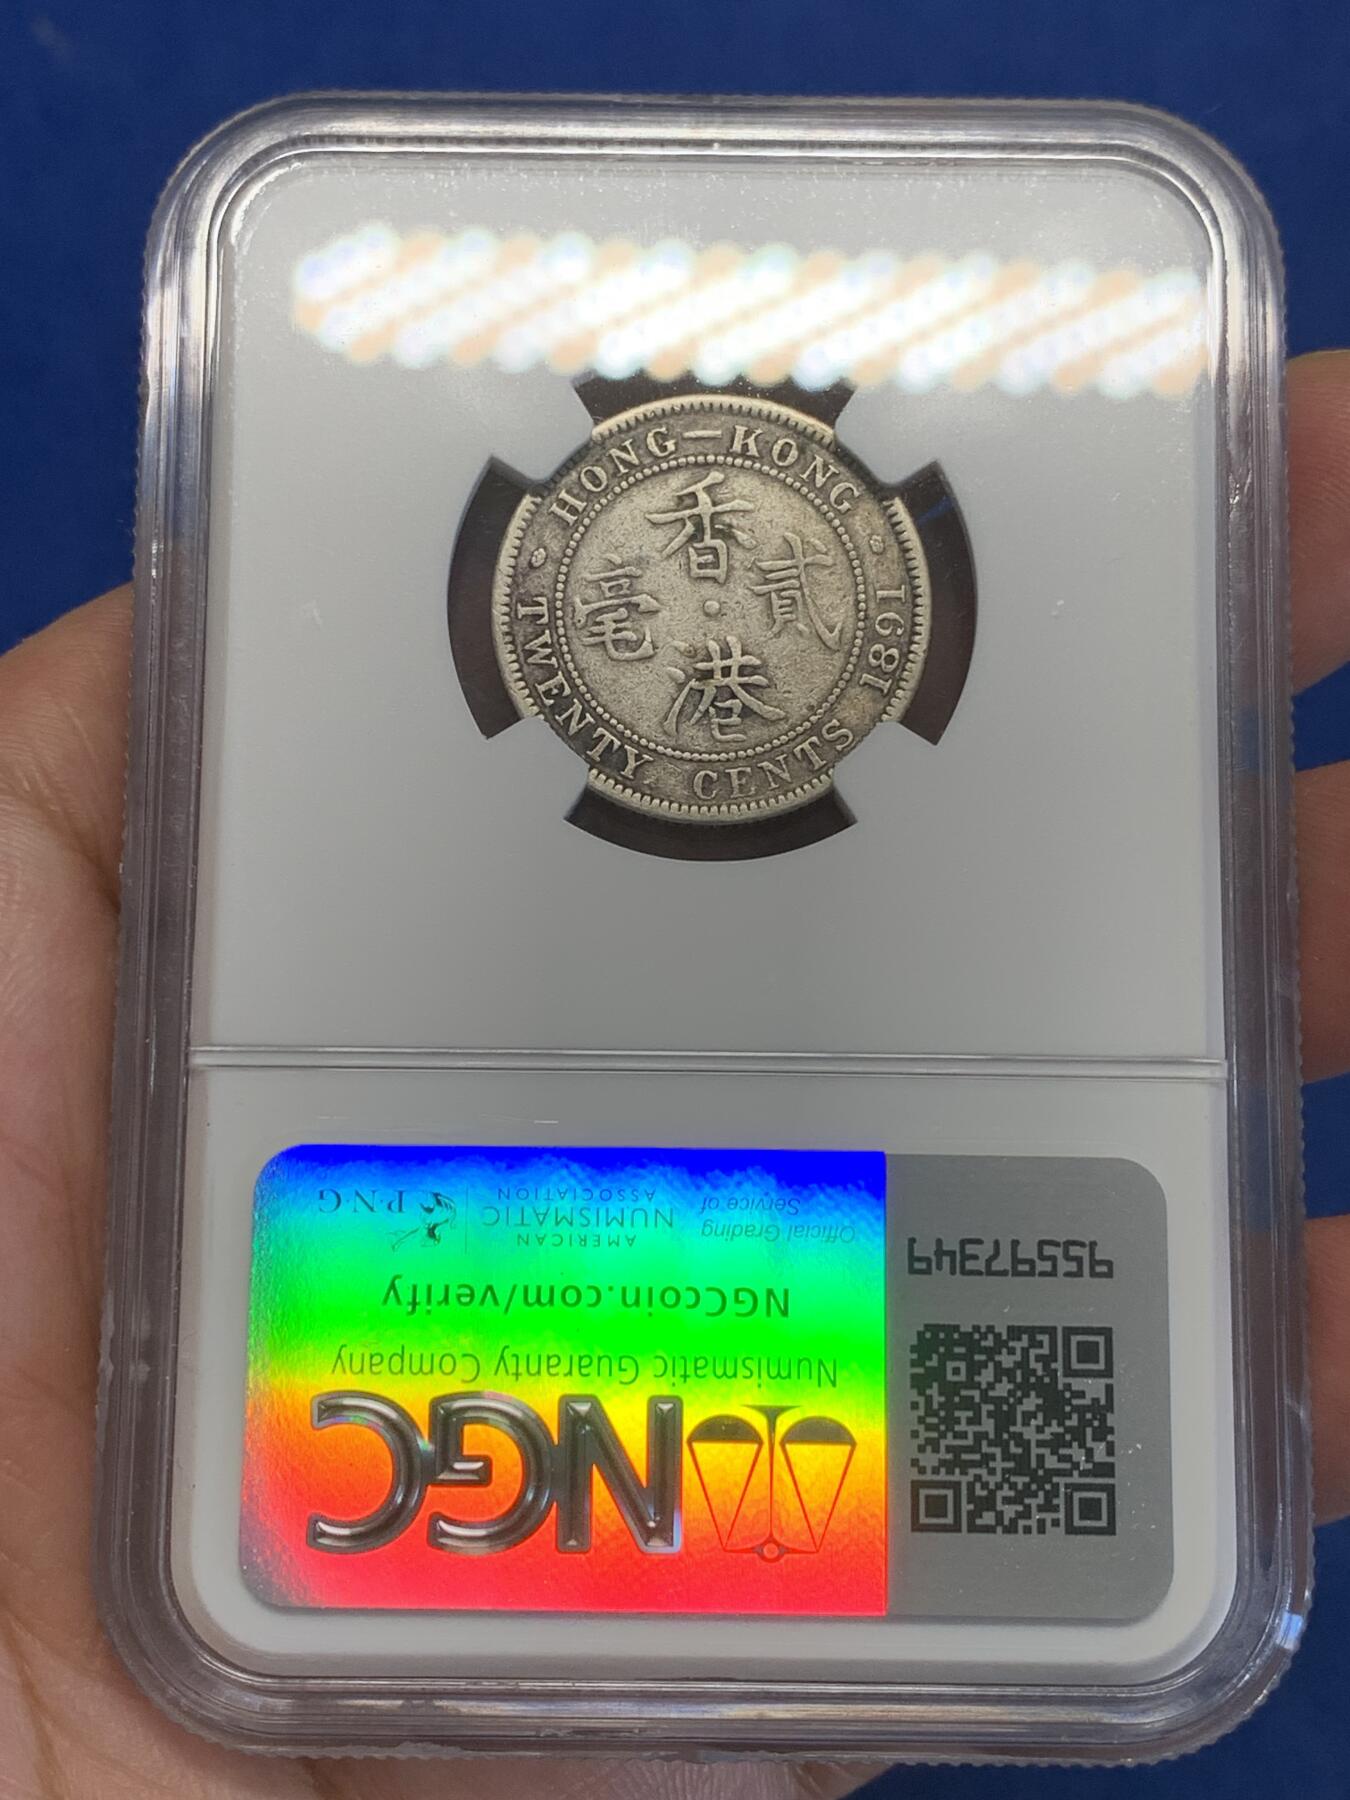 HONG–KONG
香港
貳毫
TWENTY CENTS 1891
NGC
Numismatic Guaranty Company
NGCcoin.com/verify
Official Grading
Service of
AMERICAN
NUMISMATIC
ASSOCIATION
P·N·G
95597349